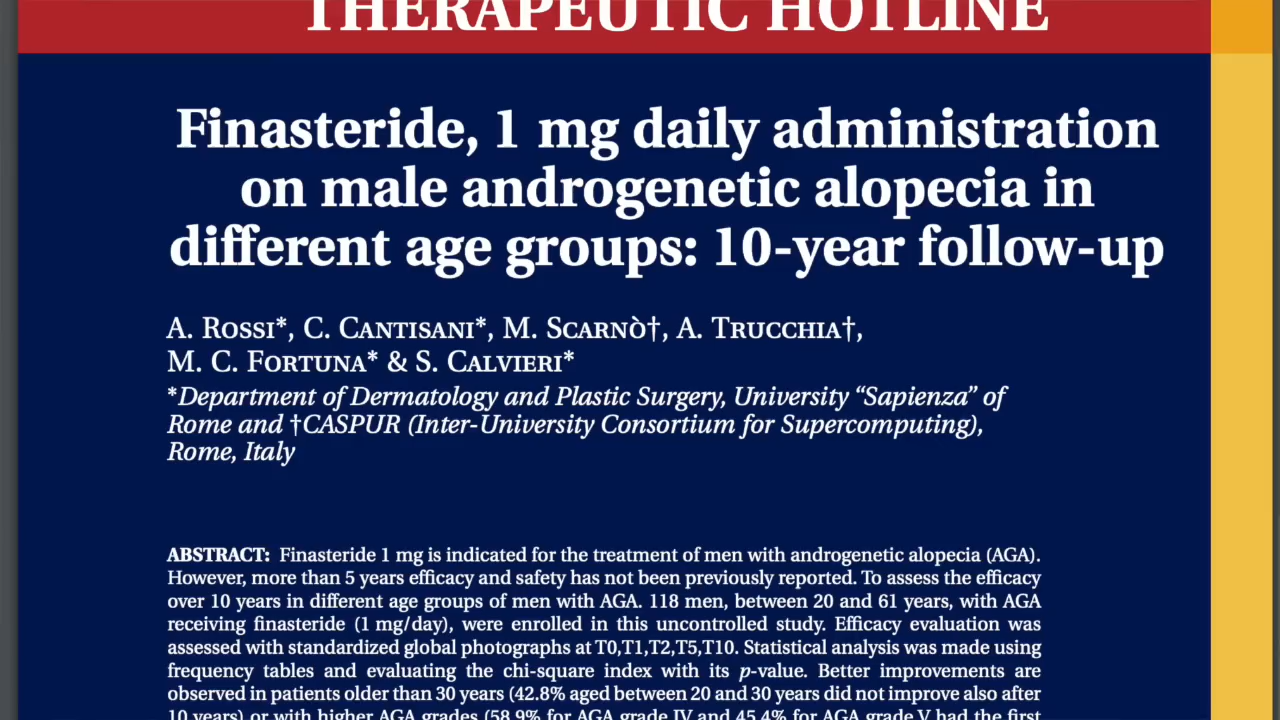 THERAPEUTIC HOTLINE
Finasteride, 1 mg daily administration
on male androgenetic alopecia in
different age groups: 10-year follow-up
A. Rossi*, C. Cantisani*, M. Scarnò†, A. Trucchia†,
M. C. Fortuna* & S. Calvieri*
*Department of Dermatology and Plastic Surgery, University “Sapienza” of
Rome and †CASPUR (Inter-University Consortium for Supercomputing),
Rome, Italy
ABSTRACT: Finasteride 1 mg is indicated for the treatment of men with androgenetic alopecia (AGA).
However, more than 5 years efficacy and safety has not been previously reported. To assess the efficacy
over 10 years in different age groups of men with AGA. 118 men, between 20 and 61 years, with AGA
receiving finasteride (1 mg/day), were enrolled in this uncontrolled study. Efficacy evaluation was
assessed with standardized global photographs at T0,T1,T2,T5,T10. Statistical analysis was made using
frequency tables and evaluating the chi-square index with its p-value. Better improvements are
observed in patients older than 30 years (42.8% aged between 20 and 30 years did not improve also after
10 years) or with higher AGA grades (58.9% for AGA grade IV and 45.4% for AGA grade V had the first